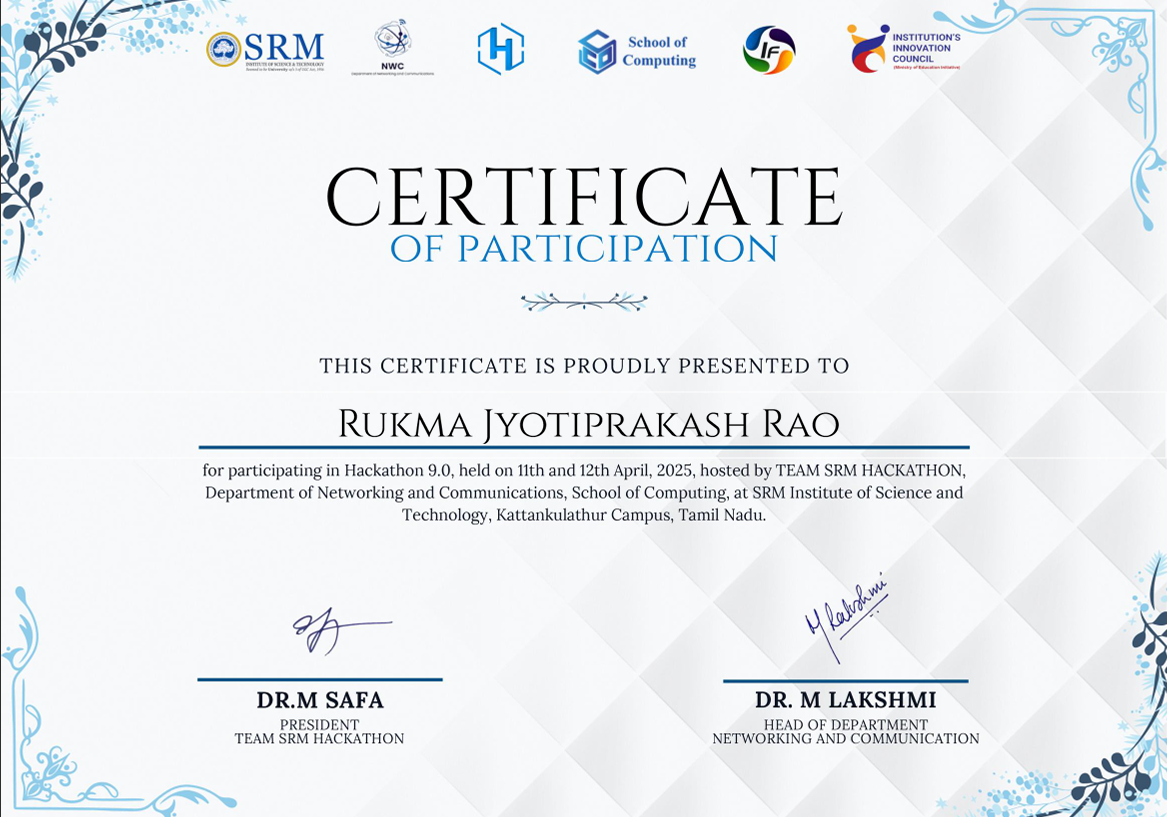 SRM
INSTITUTE OF SCIENCE & TECHNOLOGY
NWC
Department of Networking and Communications
School of
Computing
IF
INSTITUTION'S
INNOVATION
COUNCIL
(Ministry of Education Initiative)
CERTIFICATE
OF PARTICIPATION
THIS CERTIFICATE IS PROUDLY PRESENTED TO
RUKMA JYOTIPRAKASH RAO
for participating in Hackathon 9.0, held on 11th and 12th April, 2025, hosted by TEAM SRM HACKATHON,
Department of Networking and Communications, School of Computing, at SRM Institute of Science and
Technology, Kattankulathur Campus, Tamil Nadu.
M Lakshmi
DR.M SAFA
PRESIDENT
TEAM SRM HACKATHON
DR. M LAKSHMI
HEAD OF DEPARTMENT
NETWORKING AND COMMUNICATION